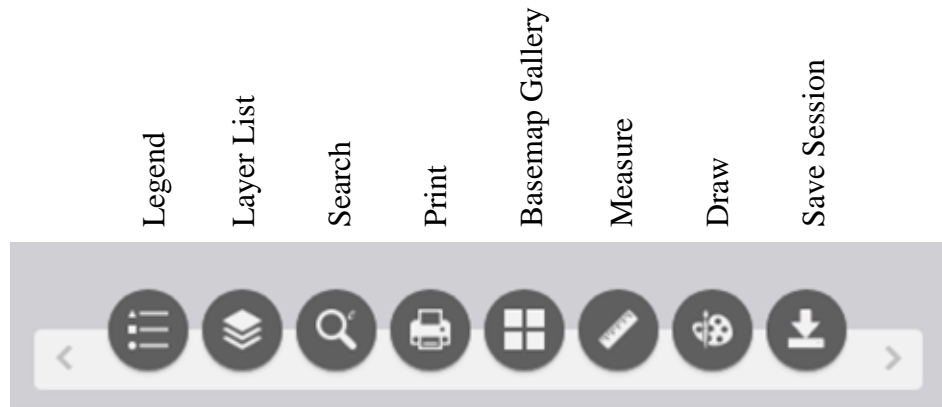 Legend
Layer List
Search
Print
Basemap Gallery
Measure
Draw
Save Session